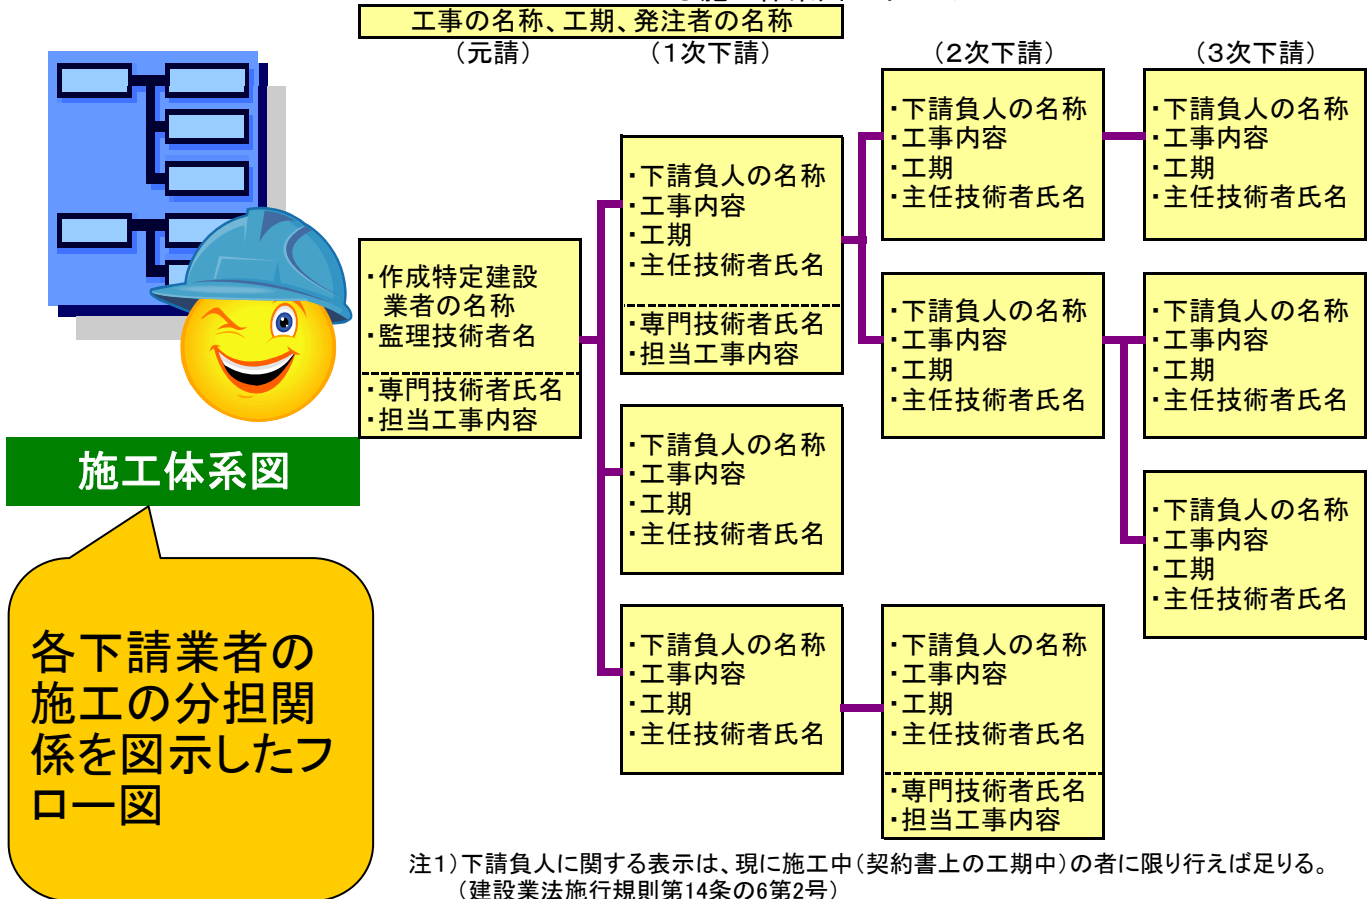 工事の名称、工期、発注者の名称
（元請）
（１次下請）
（２次下請）
（３次下請）
・作成特定建設
業者の名称
・監理技術者名
・専門技術者氏名
・担当工事内容
・下請負人の名称
・工事内容
・工期
・主任技術者氏名
・専門技術者氏名
・担当工事内容
・下請負人の名称
・工事内容
・工期
・主任技術者氏名
・下請負人の名称
・工事内容
・工期
・主任技術者氏名
・下請負人の名称
・工事内容
・工期
・主任技術者氏名
・下請負人の名称
・工事内容
・工期
・主任技術者氏名
・下請負人の名称
・工事内容
・工期
・主任技術者氏名
・専門技術者氏名
・担当工事内容
・下請負人の名称
・工事内容
・工期
・主任技術者氏名
・下請負人の名称
・工事内容
・工期
・主任技術者氏名
・下請負人の名称
・工事内容
・工期
・主任技術者氏名
施工体系図
各下請業者の
施工の分担関
係を図示したフ
ロー図
注１）下請負人に関する表示は、現に施工中（契約書上の工期中）の者に限り行えば足りる。
（建設業法施行規則第14条の6第2号）